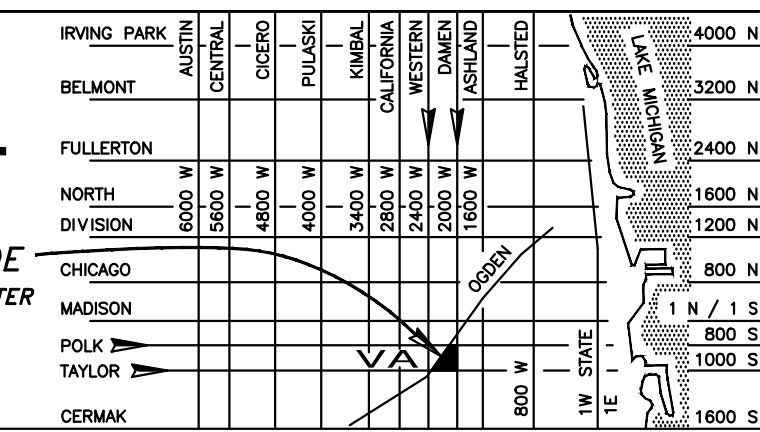 IRVING PARK
BELMONT
FULLERTON
NORTH
DIVISION
CHICAGO
MADISON
POLK
TAYLOR
CERMAK
AUSTIN
CENTRAL
CICERO
PULASKI
KIMBAL
CALIFORNIA
WESTERN
DAMEN
ASHLAND
HALSTED
6000 W
5600 W
4800 W
4000 W
3400 W
2800 W
2400 W
2000 W
1600 W
800 W
1W STATE
1E
OGDEN
VA
LAKE MICHIGAN
4000 N
3200 N
2400 N
1600 N
1200 N
800 N
1 N / 1 S
800 S
1000 S
1600 S